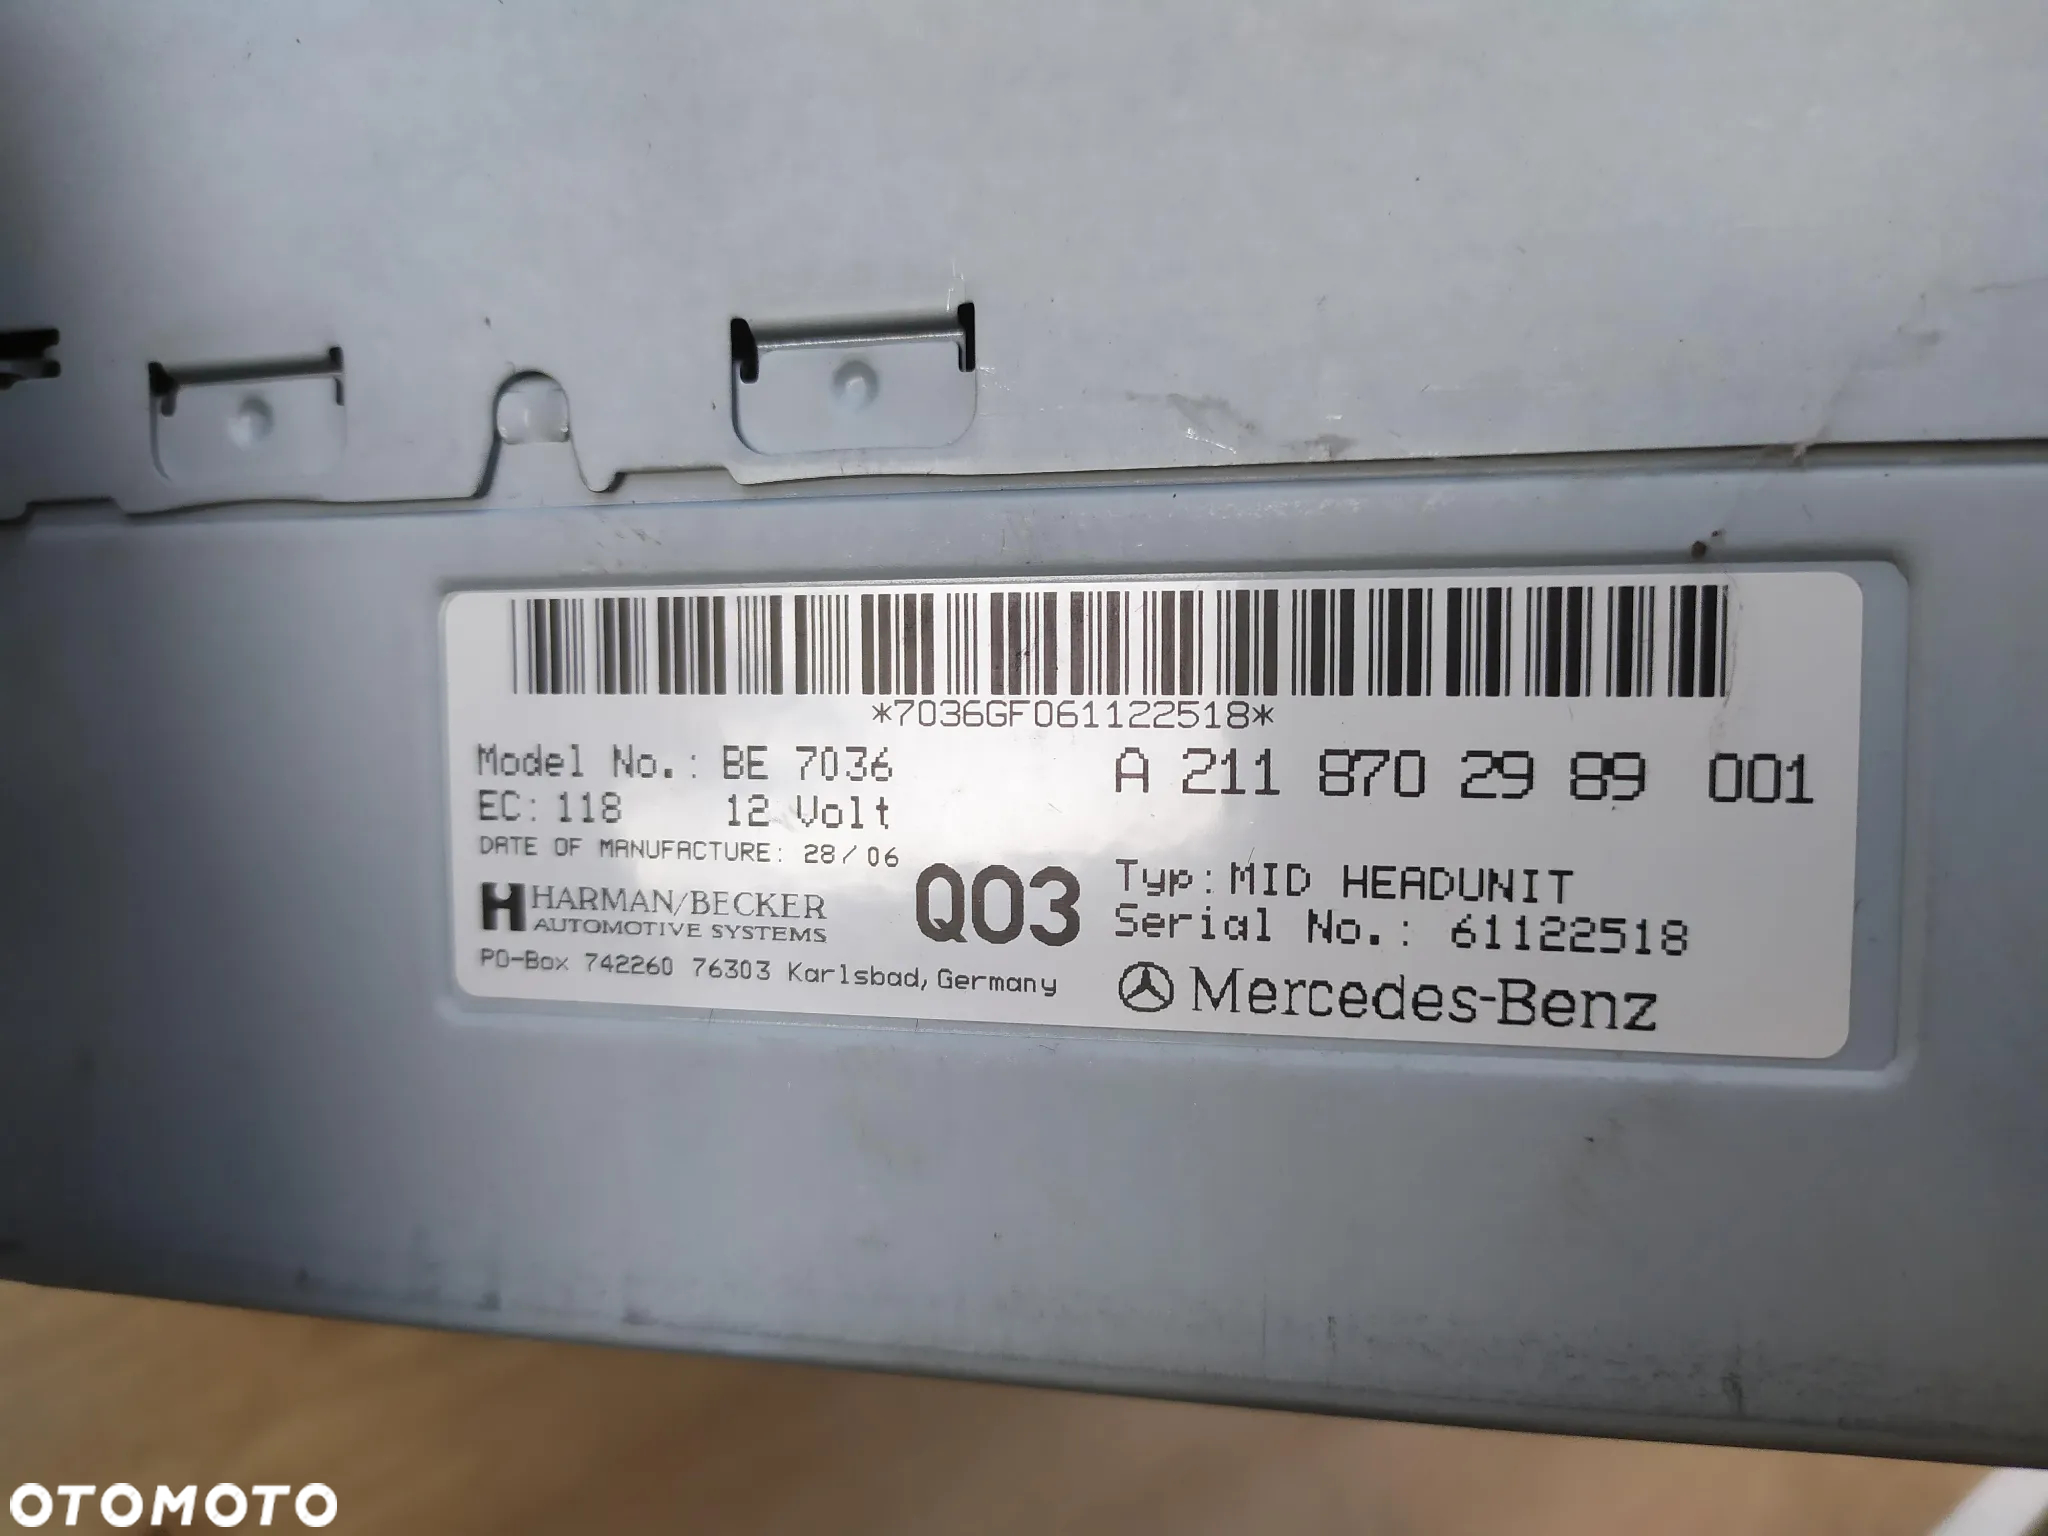 *7036GF061122518*
Model No.: BE 7036
A 211 870 29 89 001
EC: 118 12 Volt
DATE OF MANUFACTURE: 28/06
Q03
Typ: MID HEADUNIT
HARMAN/BECKER
AUTOMOTIVE SYSTEMS
Serial No.: 61122518
PO-Box 742260 76303 Karlsbad, Germany
Mercedes-Benz
OTOMOTO